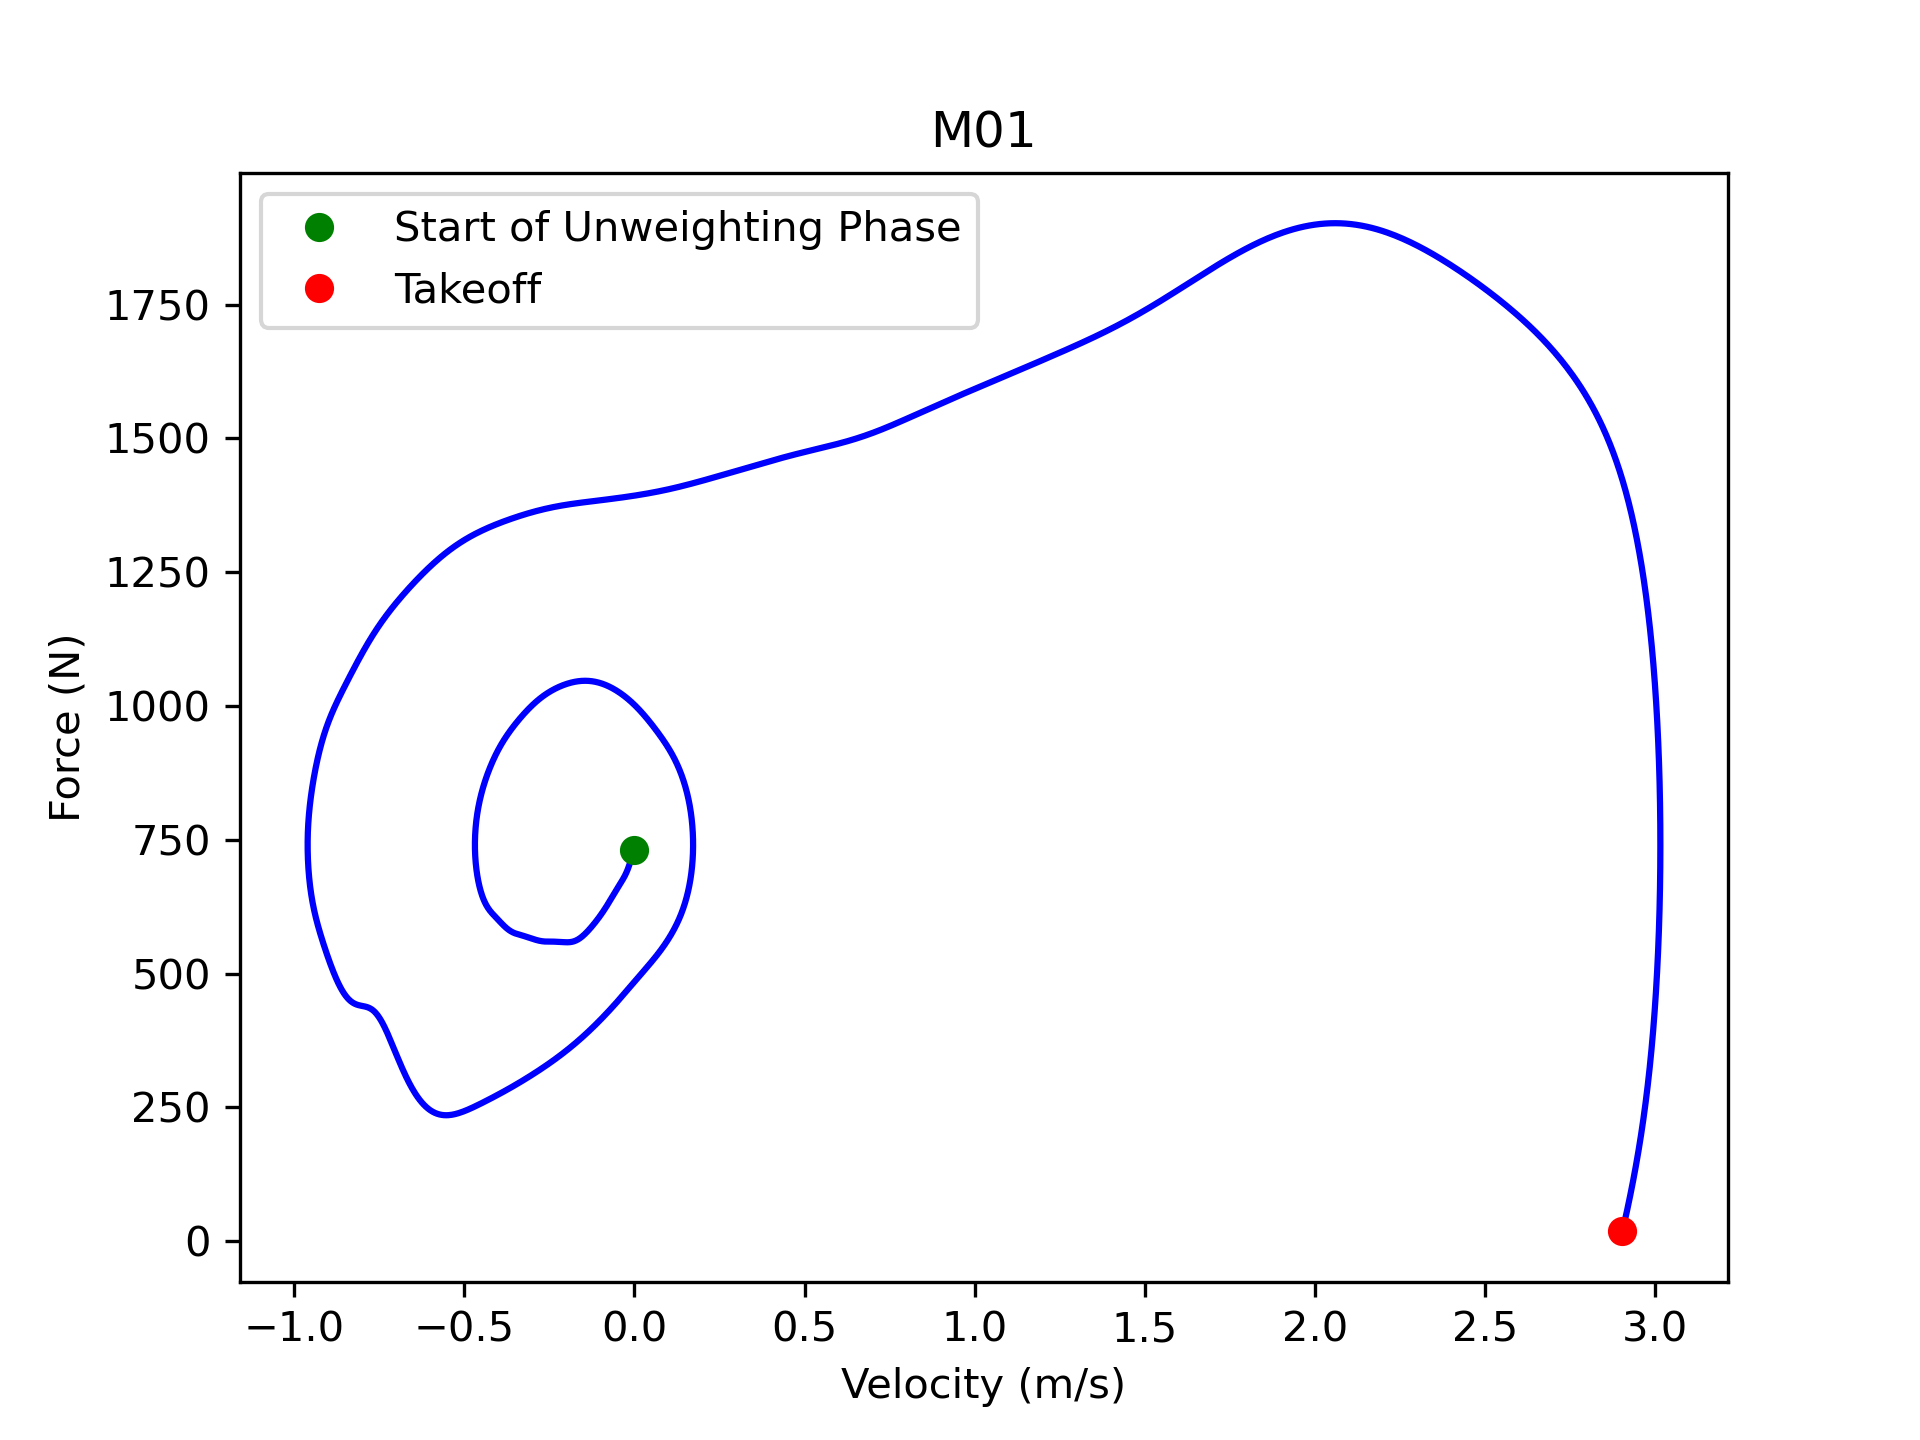 M01
Start of Unweighting Phase
Takeoff
Force (N)
1750
1500
1250
1000
750
500
250
0
−1.0 −0.5 0.0 0.5 1.0 1.5 2.0 2.5 3.0
Velocity (m/s)